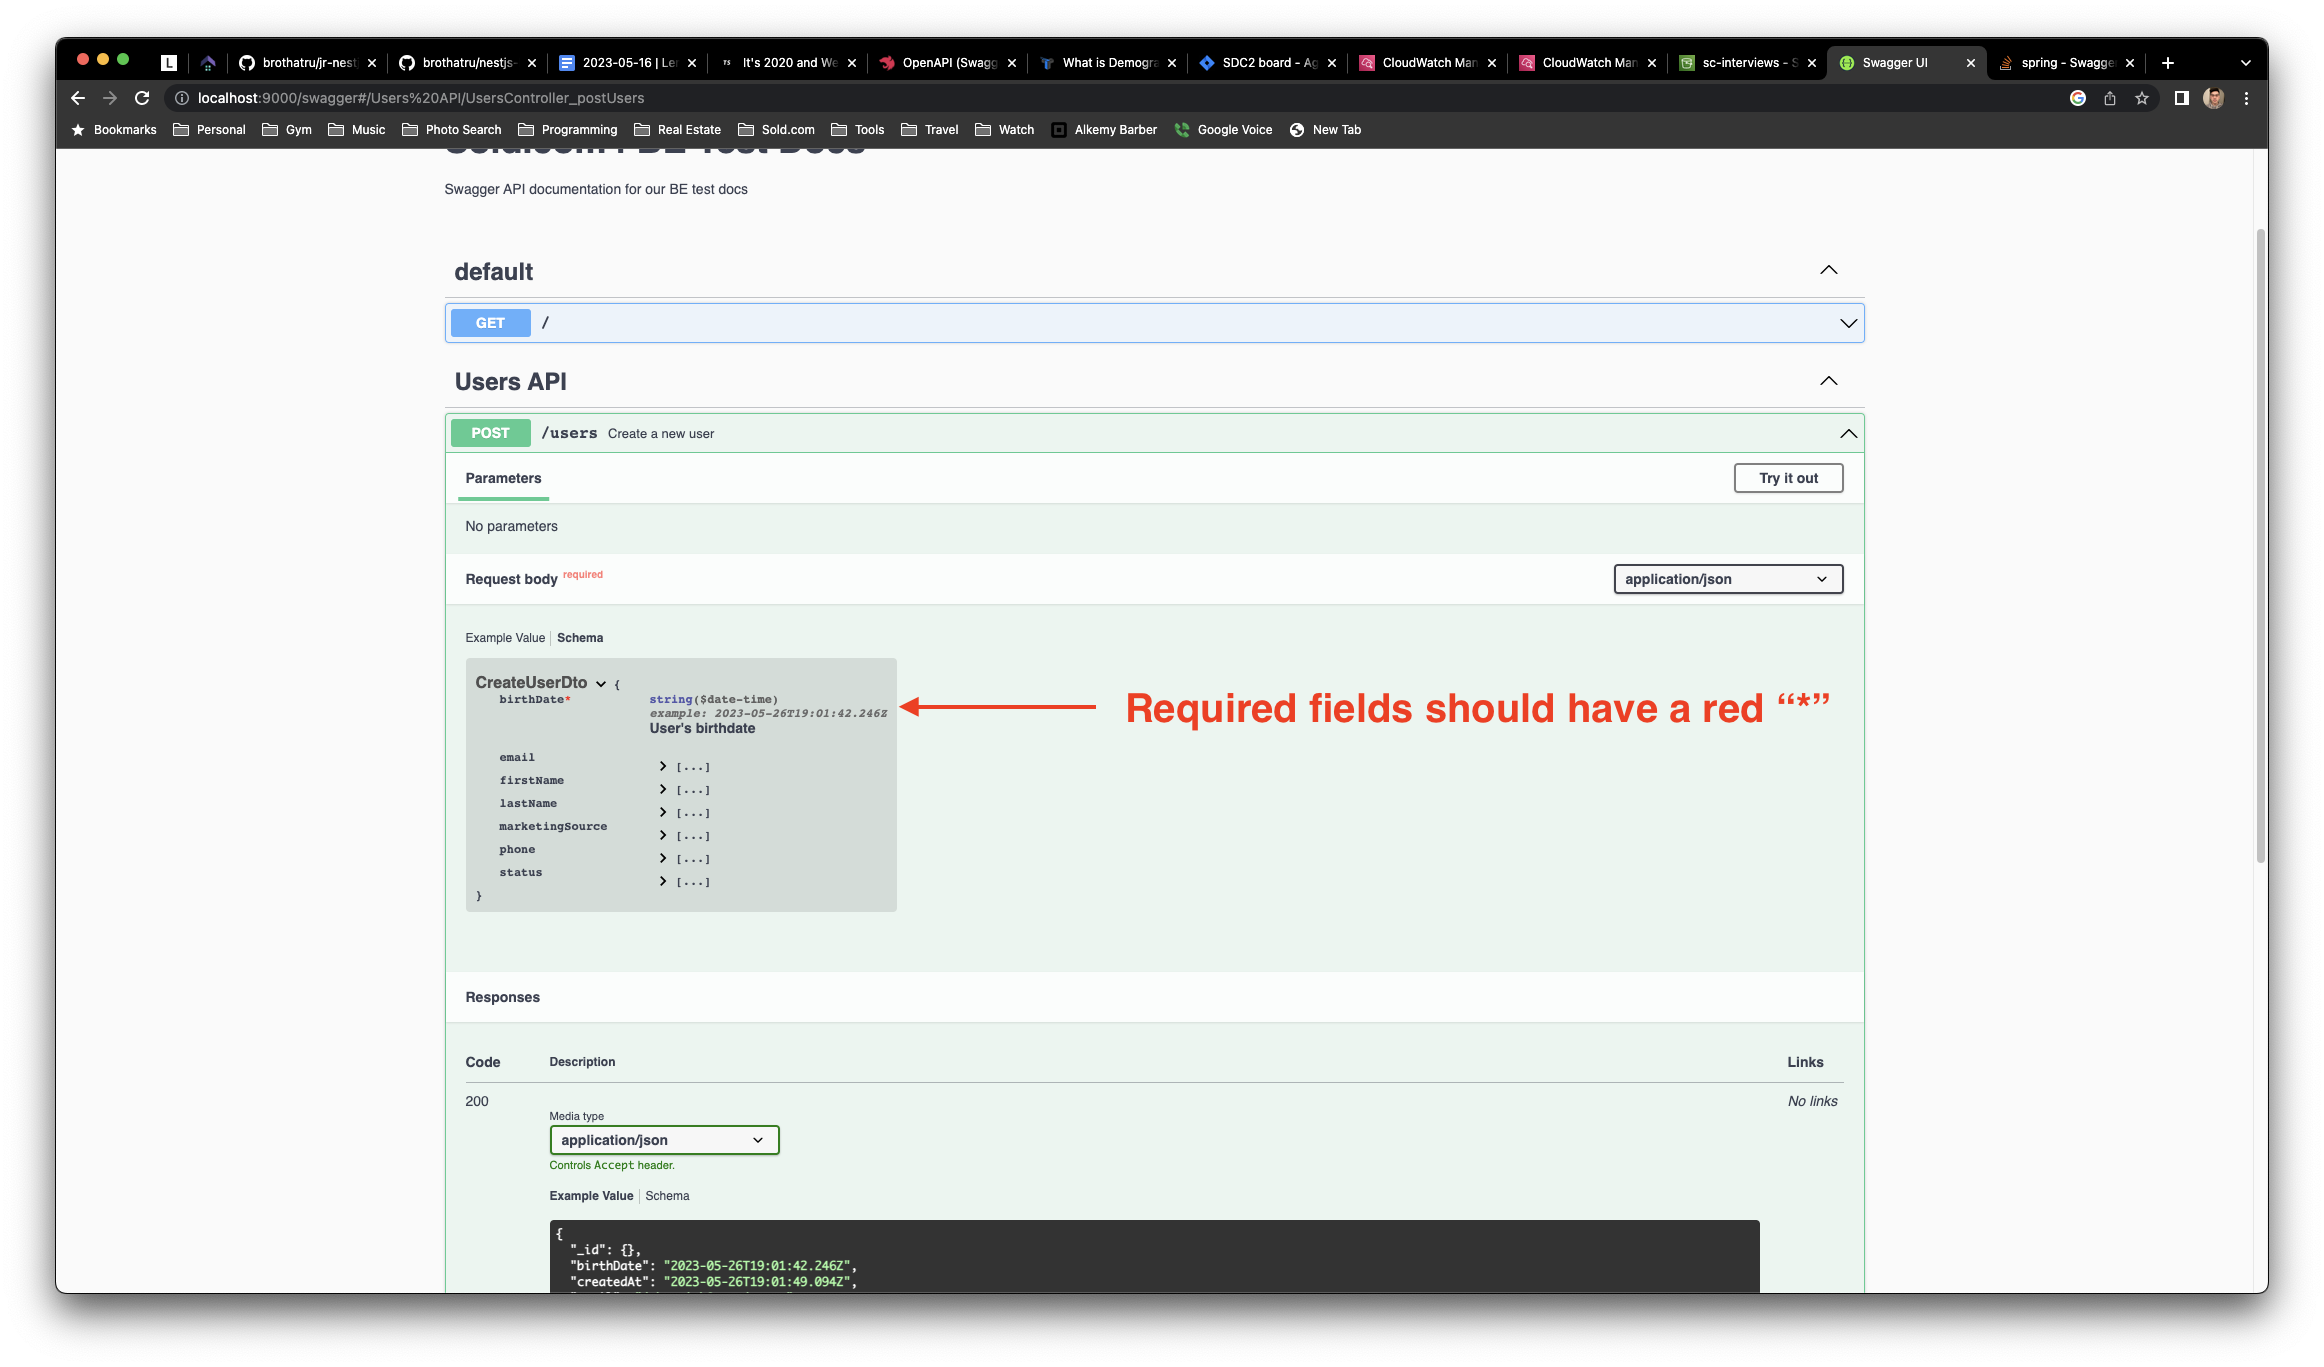 L
brothatru/jr-nest
brothatru/nestjs-
2023-05-16 | Le
TS It's 2020 and We
OpenAPI (Swagg
What is Demogra
SDC2 board - Ag
CloudWatch Man
CloudWatch Man
sc-interviews - S
Swagger UI
spring - Swagge
localhost:9000/swagger#/Users%20API/UsersController_postUsers
Bookmarks Personal Gym Music Photo Search Programming Real Estate Sold.com Tools Travel Watch Alkemy Barber Google Voice New Tab
Swagger API documentation for our BE test docs
default
GET /
Users API
POST /users Create a new user
Parameters
Try it out
No parameters
Request body required
application/json
Example Value | Schema
CreateUserDto {
birthDate* string($date-time)
example: 2023-05-26T19:01:42.246Z
User's birthdate
Required fields should have a red “*”
email [...]
firstName [...]
lastName [...]
marketingSource [...]
phone [...]
status [...]
}
Responses
Code Description Links
200 No links
Media type
application/json
Controls Accept header.
Example Value | Schema
{
"_id": {},
"birthDate": "2023-05-26T19:01:42.246Z",
"createdAt": "2023-05-26T19:01:49.094Z",